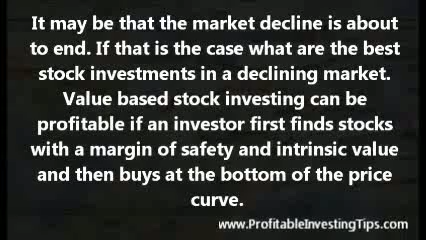 It may be that the market decline is about
to end. If that is the case what are the best
stock investments in a declining market.
Value based stock investing can be
profitable if an investor first finds stocks
with a margin of safety and intrinsic value
and then buys at the bottom of the price
curve.
www.ProfitableInvestingTips.com